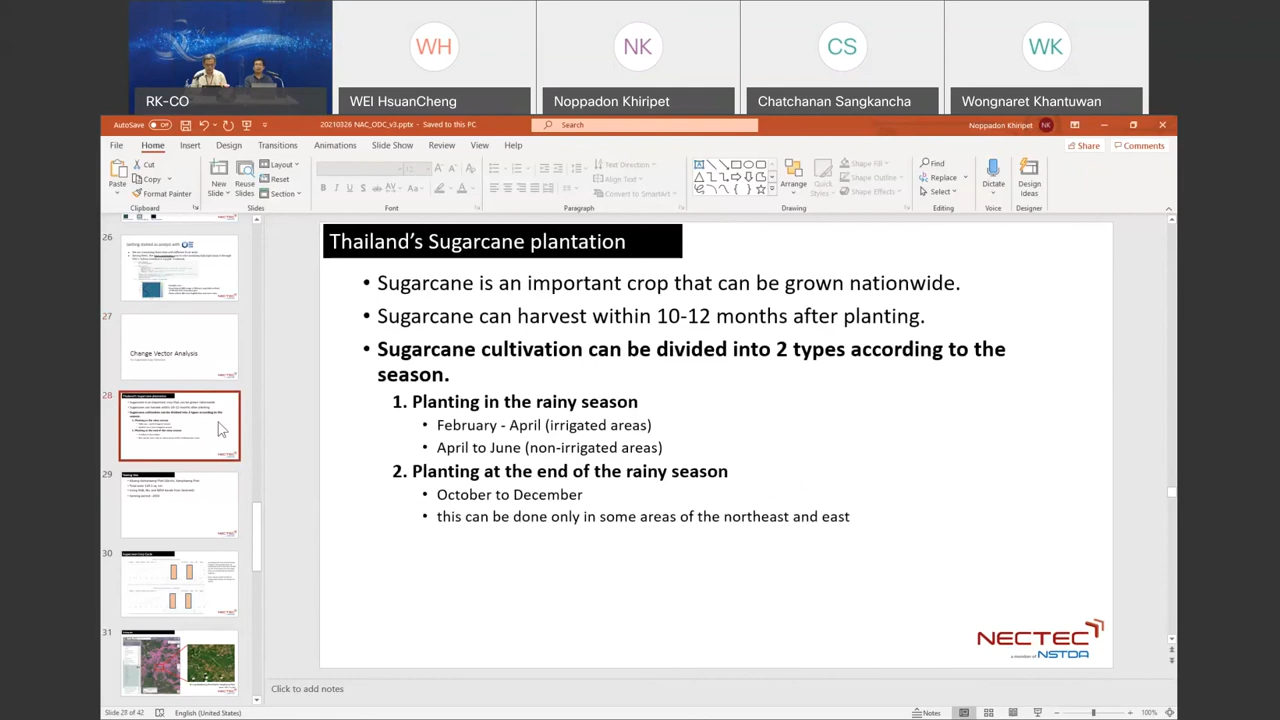 WH
NK
CS
WK
RK-CO
WEI HsuanCheng
Noppadon Khiripet
Chatchanan Sangkancha
Wongnaret Khantuwan
AutoSave Off
20210326 NAC_ODC_v3.pptx - Saved to this PC
Search
Noppadon Khiripet NK
File Home Insert Design Transitions Animations Slide Show Review View Help
Share Comments
Paste
Cut
Copy
Format Painter
Clipboard
New Slide
Reuse Slides
Layout
Reset
Section
Slides
Font
Text Direction
Align Text
Convert to SmartArt
Paragraph
Arrange
Quick Styles
Shape Fill
Shape Outline
Shape Effects
Drawing
Find
Replace
Select
Editing
Dictate
Voice
Design Ideas
Designer
26
27
Change Vector Analysis
28
29
30
31
Thailand's Sugarcane plantation
• Sugarcane is an important crop that can be grown nationwide.
• Sugarcane can harvest within 10-12 months after planting.
• Sugarcane cultivation can be divided into 2 types according to the
season.
1. Planting in the rainy season
• February - April (irrigated areas)
• April to June (non-irrigated areas)
2. Planting at the end of the rainy season
• October to December
• this can be done only in some areas of the northeast and east
NECTEC
a member of NSTDA
Click to add notes
Slide 28 of 42
English (United States)
Notes
100%